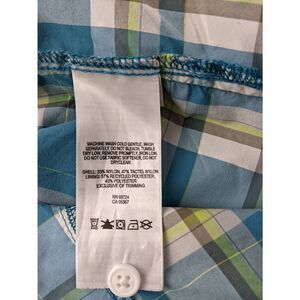 MACHINE WASH COLD GENTLE, WASH
SEPARATELY, DO NOT BLEACH, TUMBLE
DRY LOW, REMOVE PROMPTLY, IRON LOW,
DO NOT USE FABRIC SOFTENER, DO NOT
DRYCLEAN.
SHELL: 53% NYLON, 47% TACTEL NYLON
LINING: 57% RECYCLED POLYESTER,
43% POLYESTER
EXCLUSIVE OF TRIMMING
RN 69724
CA 05367